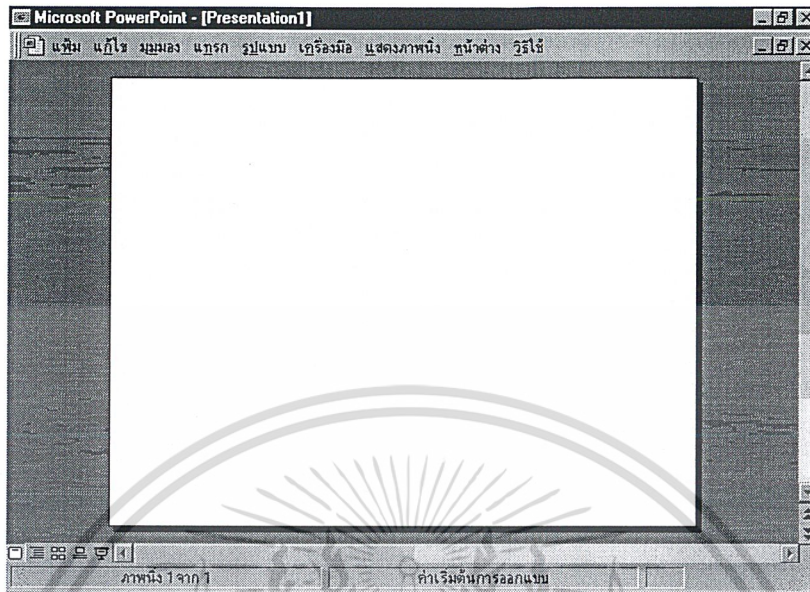 Microsoft PowerPoint - [Presentation1]
แฟ้ม แก้ไข มุมมอง แทรก รูปแบบ เครื่องมือ แสดงภาพนิ่ง หน้าต่าง วิธีใช้
ภาพนิ่ง 1 จาก 1 ค่าเริ่มต้นการออกแบบ